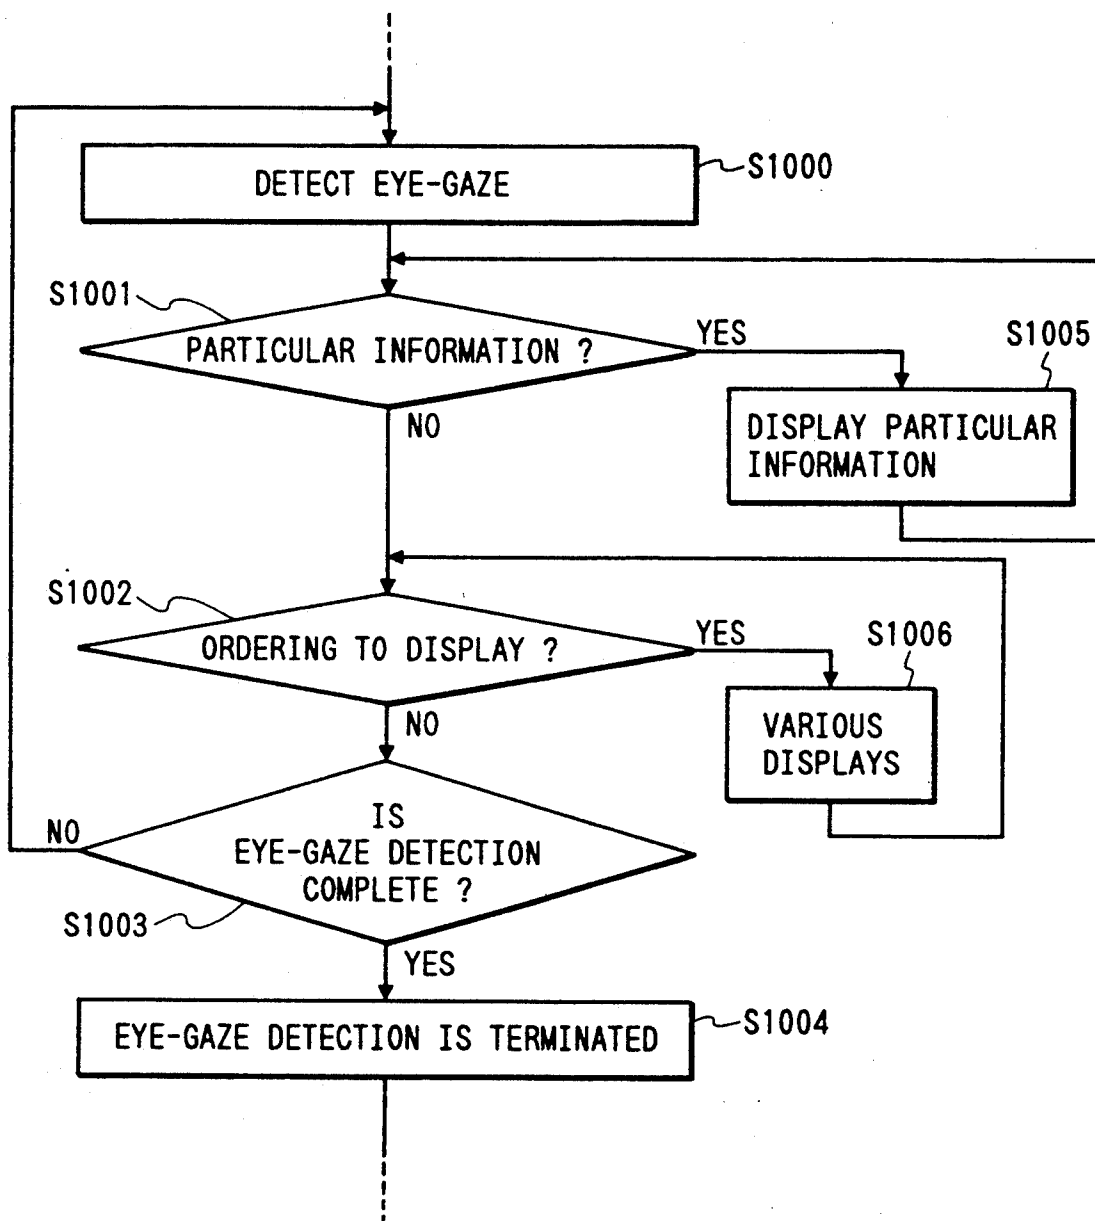 DETECT EYE-GAZE
S1000
S1001
PARTICULAR INFORMATION ?
YES
S1005
NO
DISPLAY PARTICULAR
INFORMATION
S1002
ORDERING TO DISPLAY ?
YES
S1006
NO
VARIOUS
DISPLAYS
IS
EYE-GAZE DETECTION
COMPLETE ?
NO
S1003
YES
EYE-GAZE DETECTION IS TERMINATED
S1004